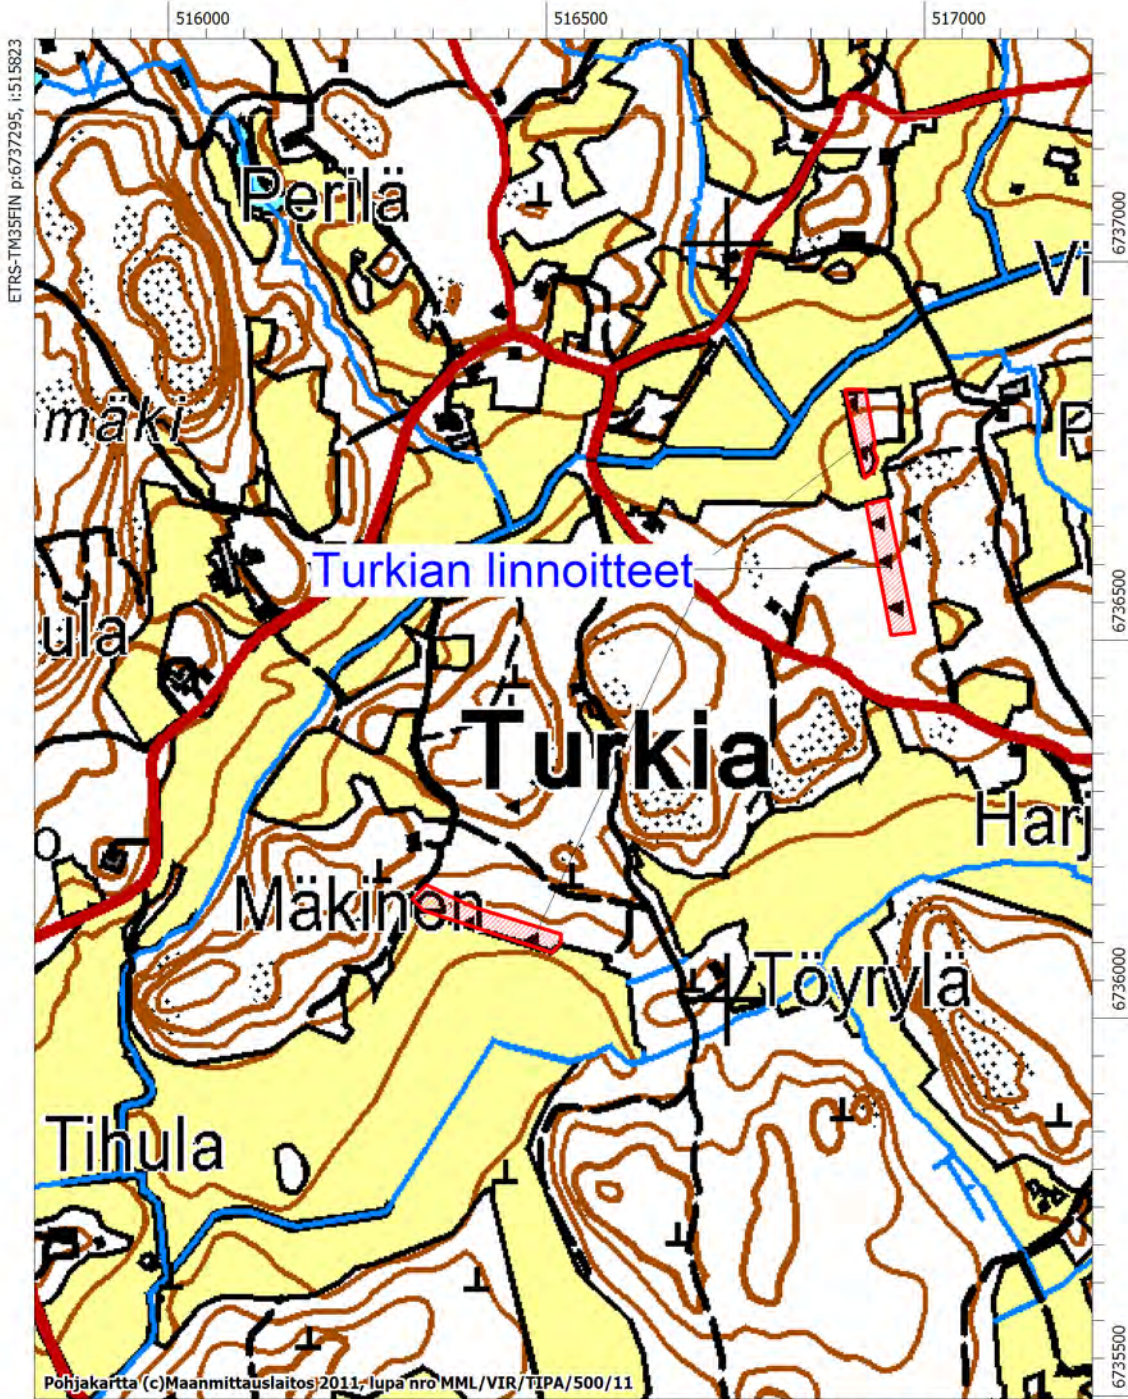 516000 516500 517000
ETRS-TM35FIN p:6737295, i:515823
Perilä
6737000
Vi
mäki
P
Turkian linnoitteet
6736500
ula
Turkia
Harj
o
Mäkinen
Töyrylä
6736000
Tihula
6735500
Pohjakartta (c)Maanmittauslaitos 2011, lupa nro MML/VIR/TIPA/500/11